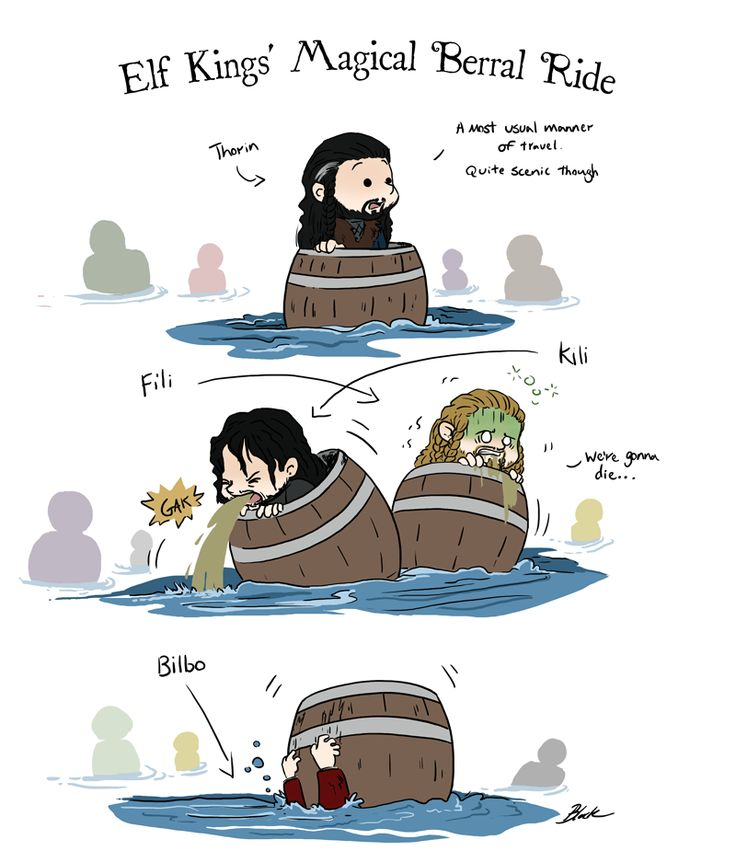 Elf Kings' Magical Berral Ride
Thorin
A most usual manner
of travel.
Quite scenic though
Fili
Kili
GAK
We're gonna
die...
Bilbo